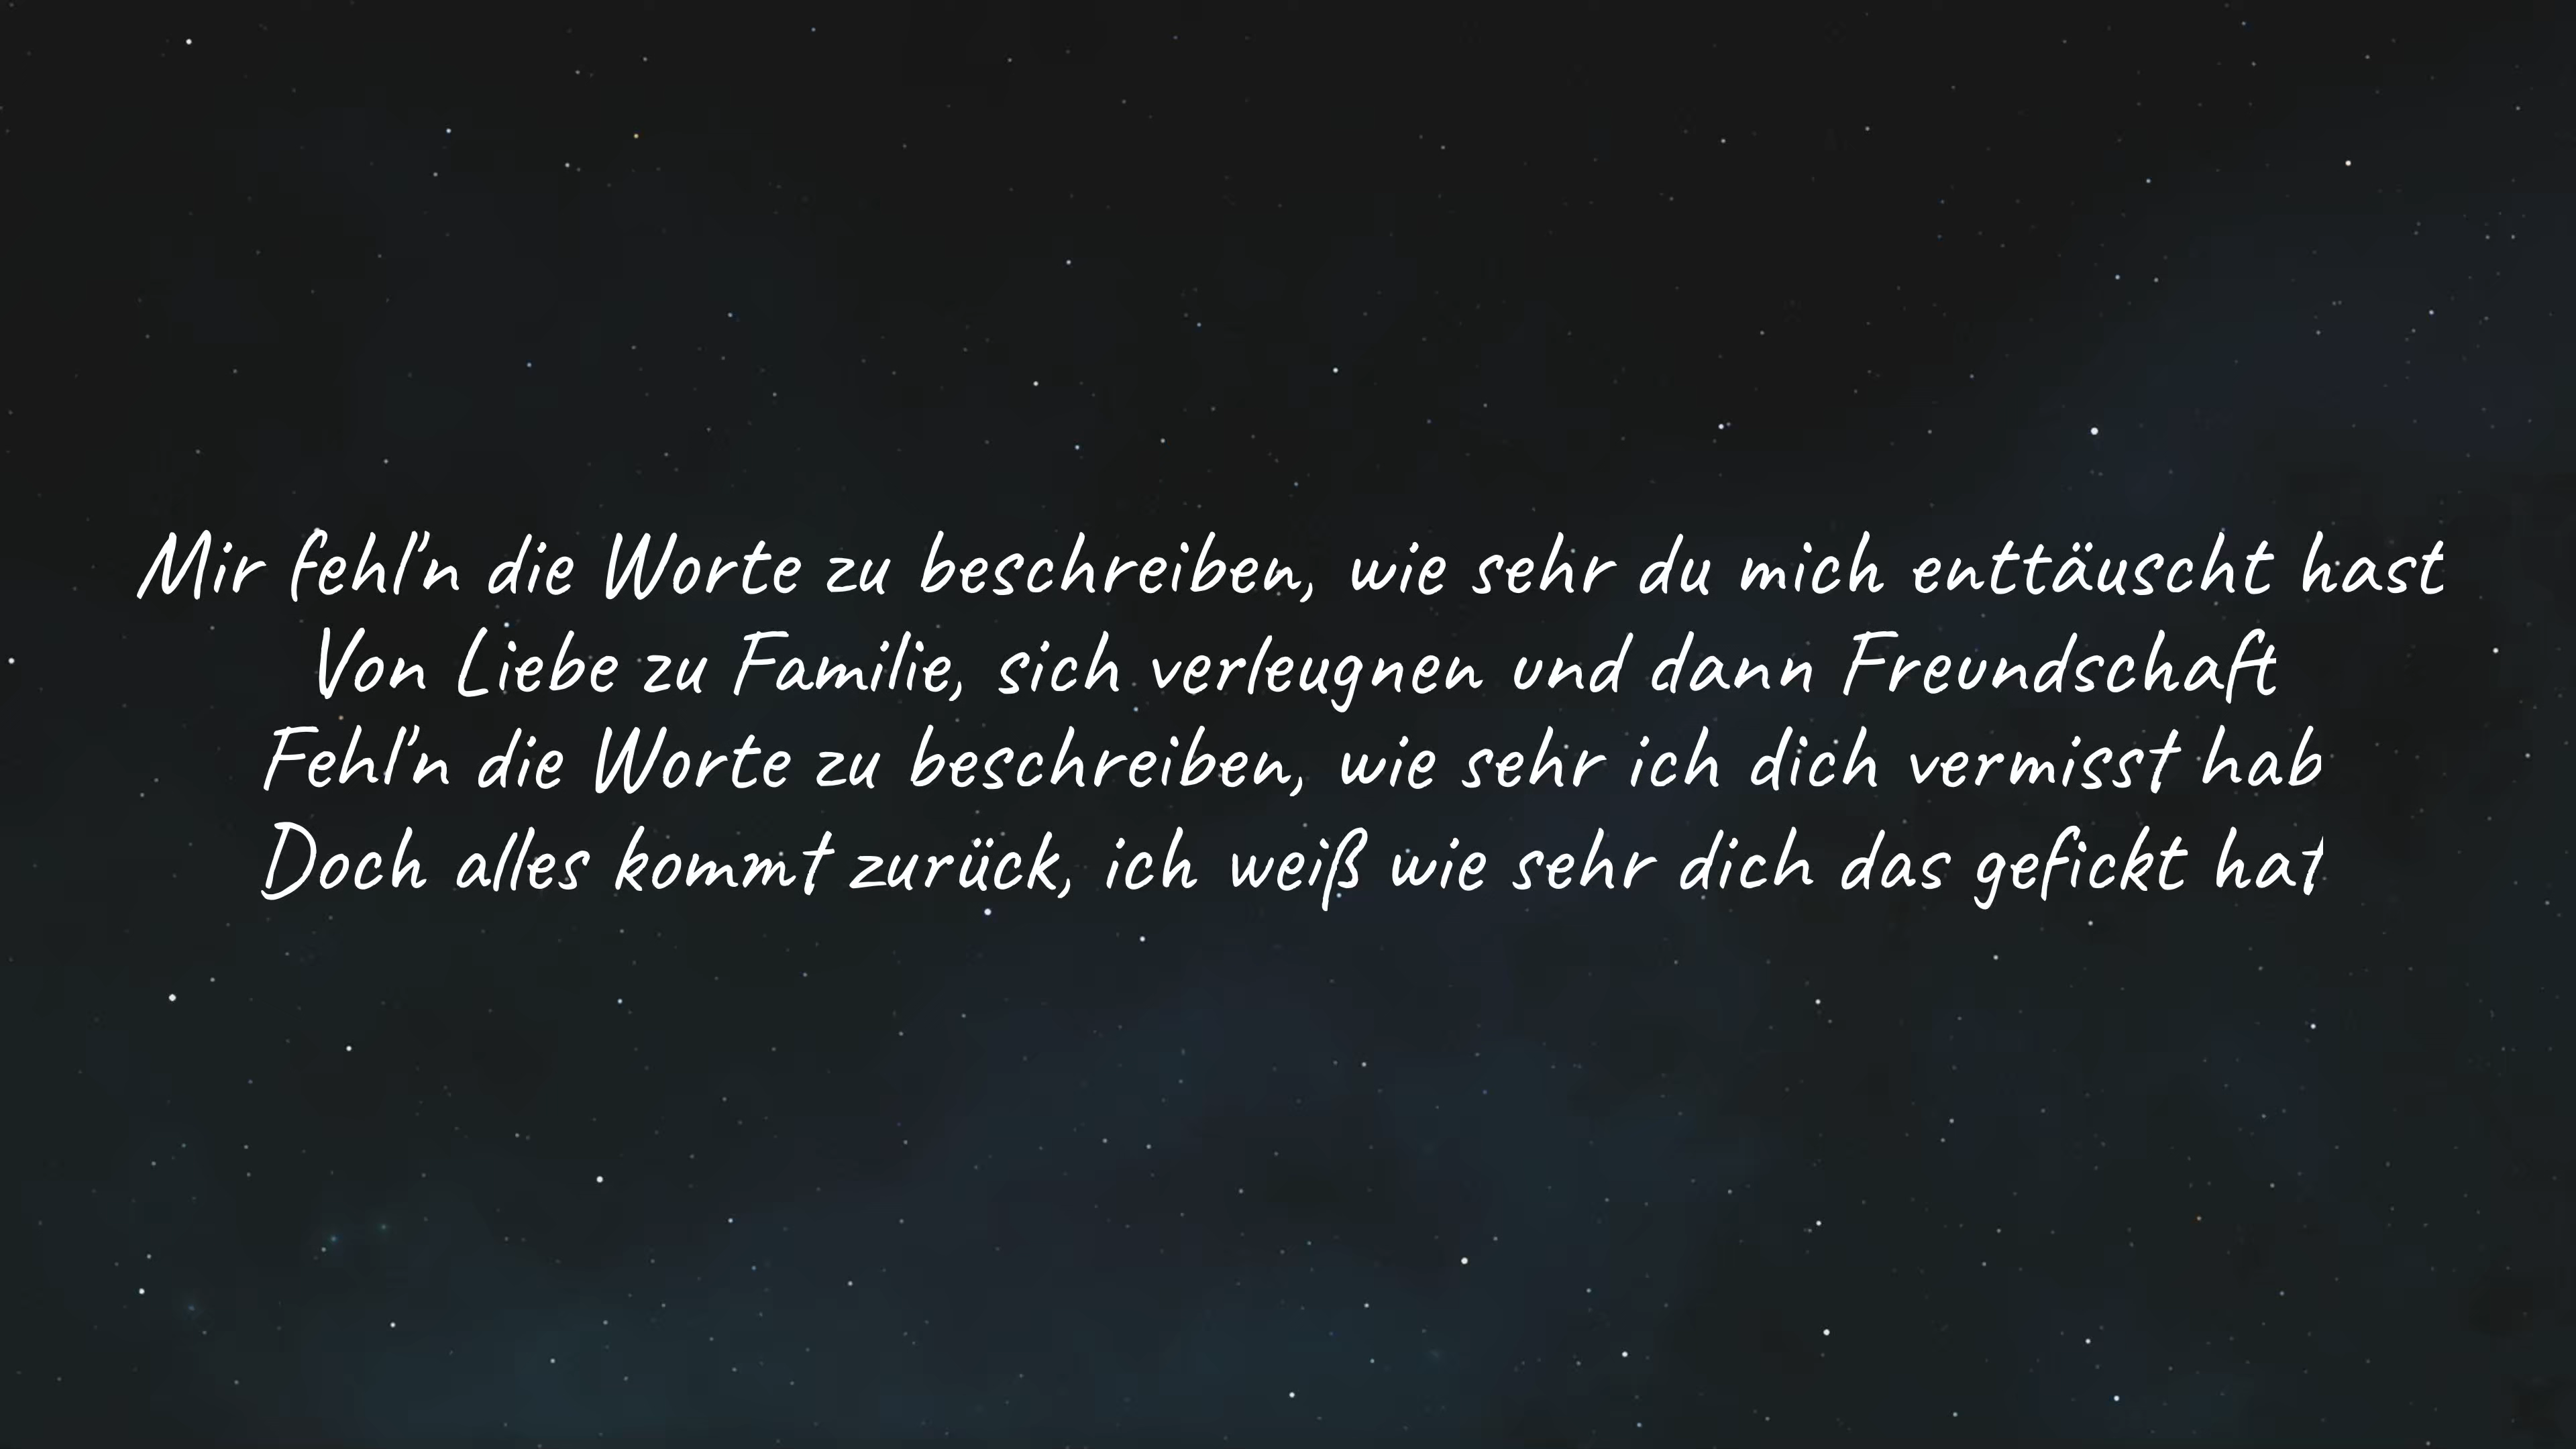 Mir fehl'n die Worte zu beschreiben, wie sehr du mich enttäuscht hast
Von Liebe zu Familie, sich verleugnen und dann Freundschaft
Fehl'n die Worte zu beschreiben, wie sehr ich dich vermisst hab
Doch alles kommt zurück, ich weiß wie sehr dich das gefickt hat